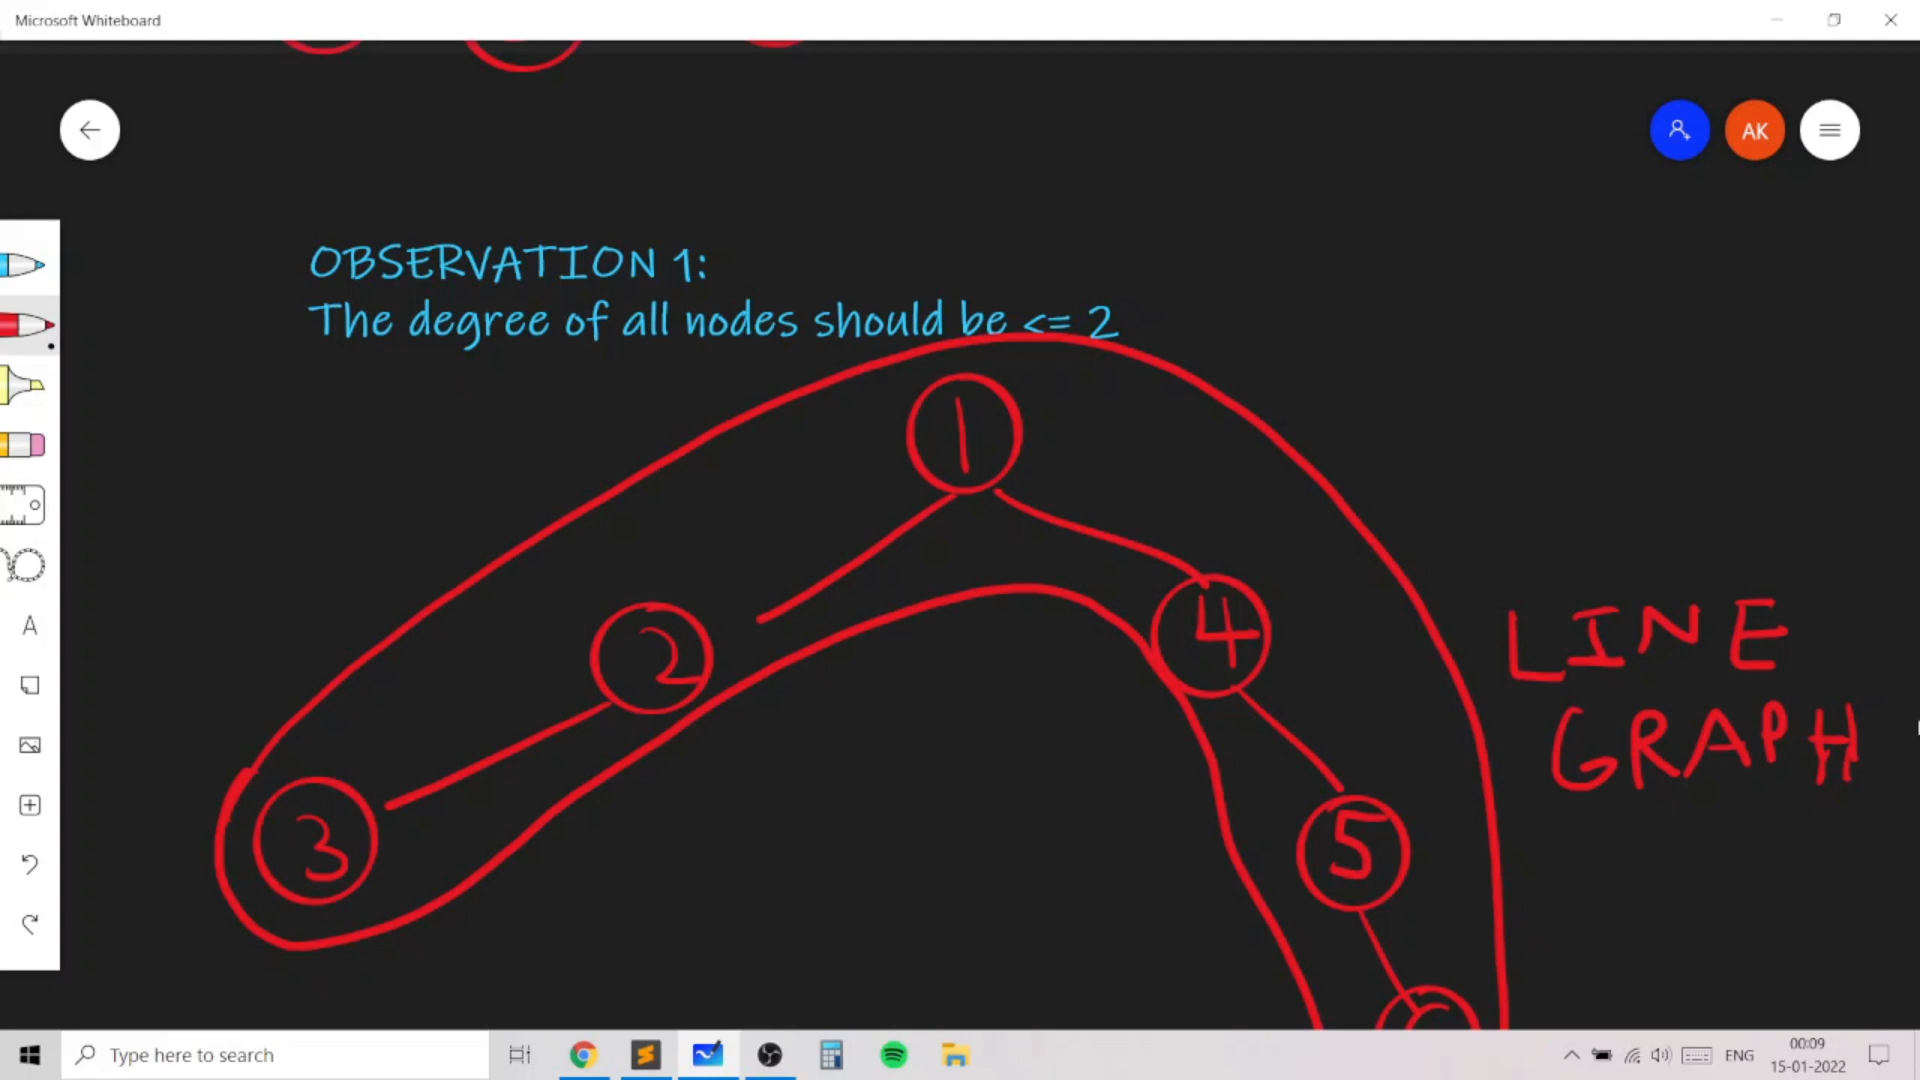 Microsoft Whiteboard
AK
OBSERVATION 1:
The degree of all nodes should be <= 2
1
2
4
3
5
LINE
GRAPH
A
Type here to search
ENG
00:09
15-01-2022